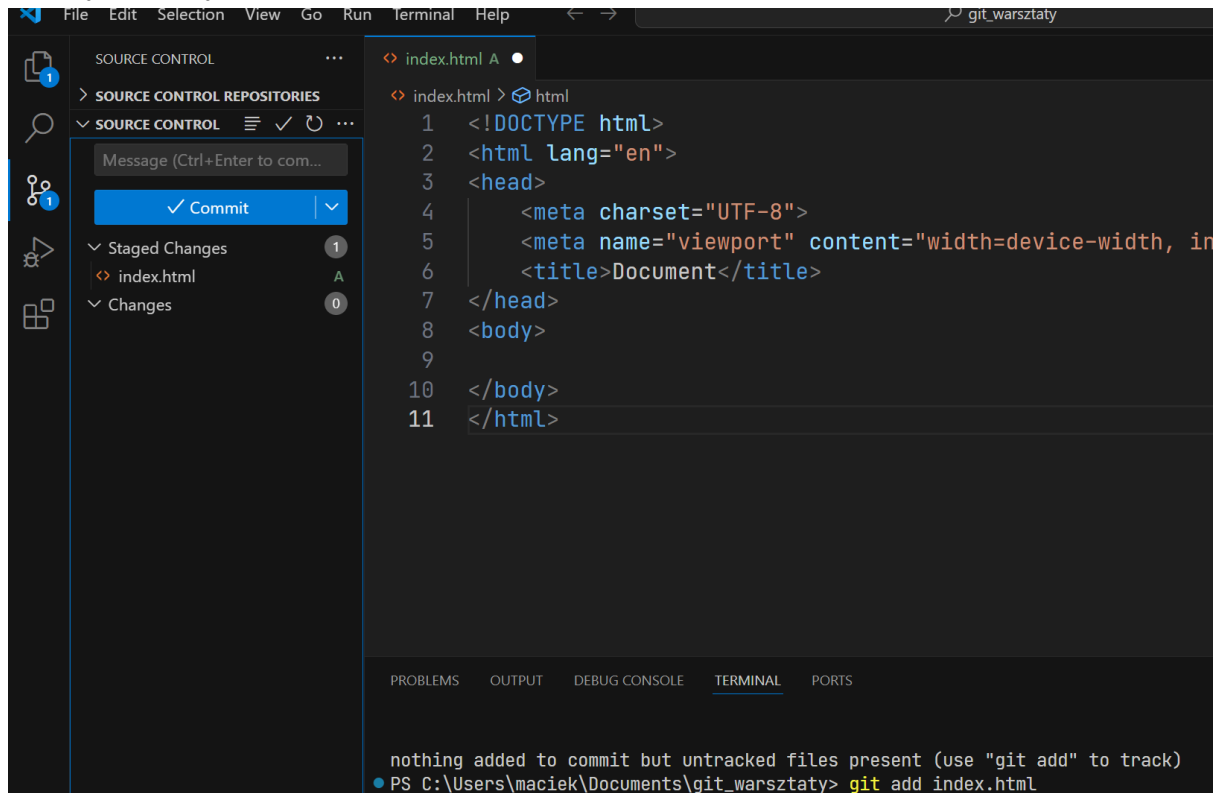 File Edit Selection View Go Run Terminal Help git_warsztaty
SOURCE CONTROL
SOURCE CONTROL REPOSITORIES
SOURCE CONTROL
Message (Ctrl+Enter to com...
Commit
Staged Changes 1
index.html A
Changes 0
1
1
index.html A
index.html > html
1 <!DOCTYPE html>
2 <html lang="en">
3 <head>
4 <meta charset="UTF-8">
5 <meta name="viewport" content="width=device-width, in
6 <title>Document</title>
7 </head>
8 <body>
9
10 </body>
11 </html>
PROBLEMS OUTPUT DEBUG CONSOLE TERMINAL PORTS
nothing added to commit but untracked files present (use "git add" to track)
PS C:\Users\maciek\Documents\git_warsztaty> git add index.html